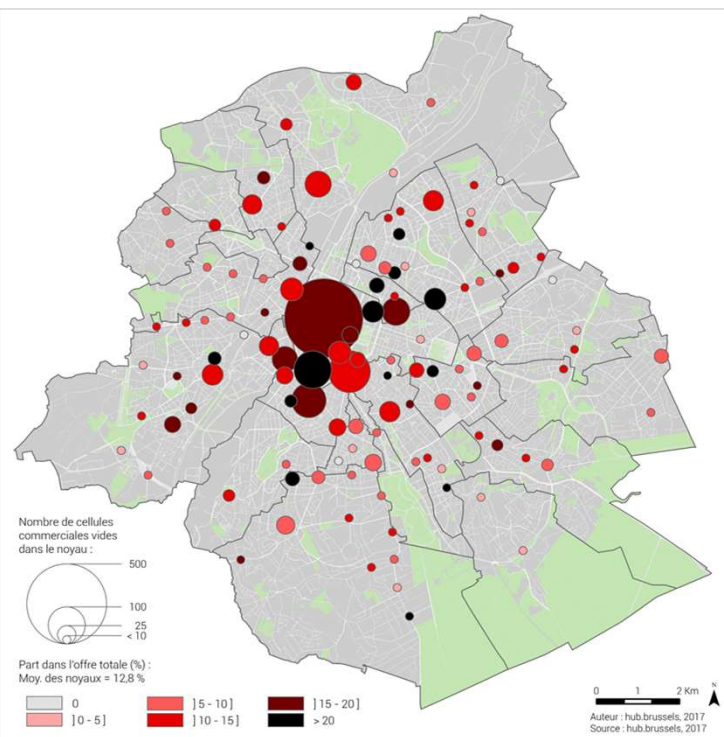 Nombre de cellules
commerciales vides
dans le noyau :
500
100
25
< 10
Part dans l'offre totale (%) :
Moy. des noyaux = 12,8 %
0
] 0 - 5 ]
] 5 - 10 ]
] 10 - 15 ]
] 15 - 20 ]
> 20
0 1 2 Km
N
Auteur : hub.brussels, 2017
Source : hub.brussels, 2017